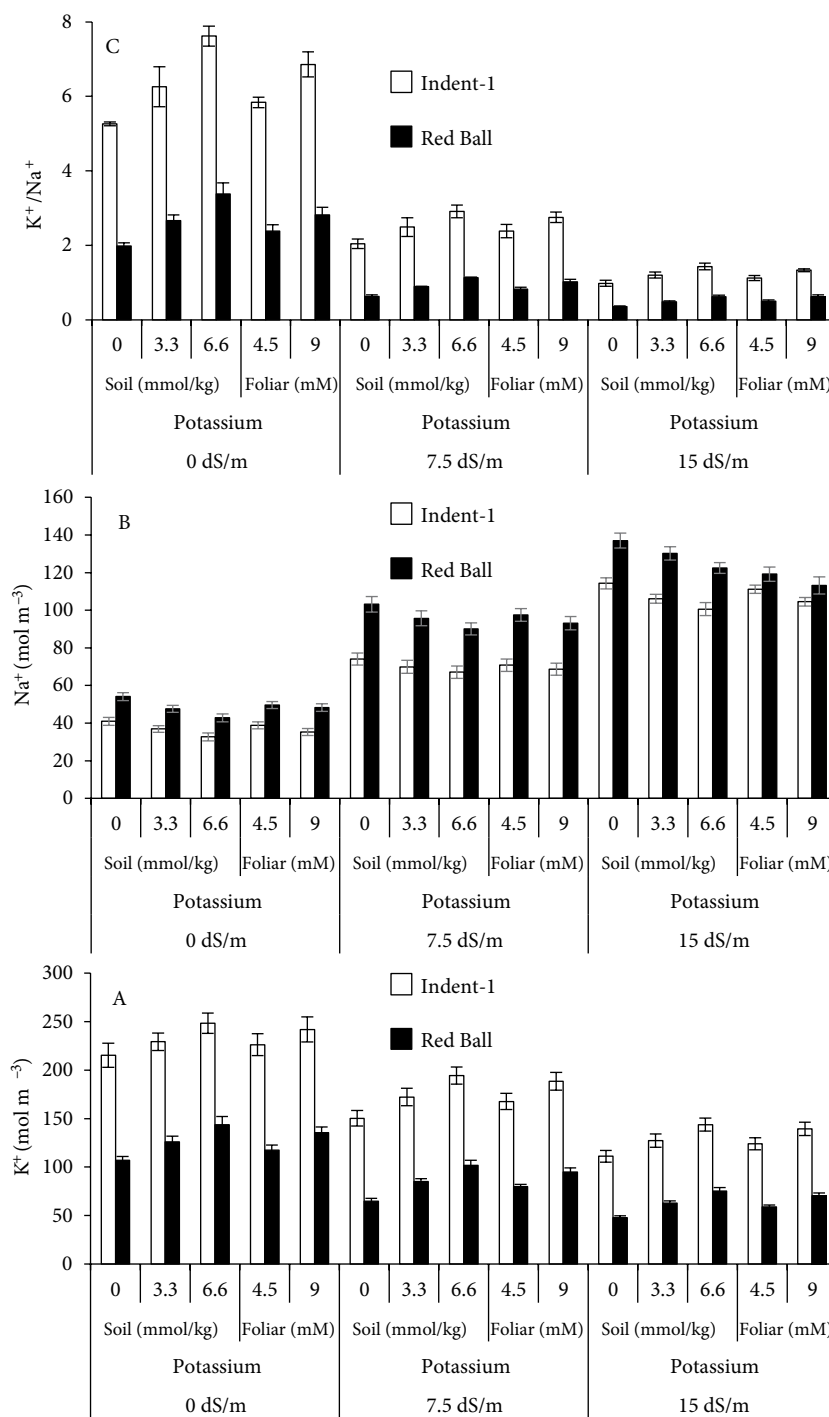 C
8
6
4
2
0
K⁺/Na⁺
Indent-1
Red Ball
0 3.3 6.6 4.5 9 0 3.3 6.6 4.5 9 0 3.3 6.6 4.5 9
Soil (mmol/kg) Foliar (mM) Soil (mmol/kg) Foliar (mM) Soil (mmol/kg) Foliar (mM)
Potassium Potassium Potassium
0 dS/m 7.5 dS/m 15 dS/m
B
160
140
120
100
80
60
40
20
0
Na⁺ (mol m ⁻³)
Indent-1
Red Ball
0 3.3 6.6 4.5 9 0 3.3 6.6 4.5 9 0 3.3 6.6 4.5 9
Soil (mmol/kg) Foliar (mM) Soil (mmol/kg) Foliar (mM) Soil (mmol/kg) Foliar (mM)
Potassium Potassium Potassium
0 dS/m 7.5 dS/m 15 dS/m
A
300
250
200
150
100
50
0
K⁺ (mol m ⁻³)
Indent-1
Red Ball
0 3.3 6.6 4.5 9 0 3.3 6.6 4.5 9 0 3.3 6.6 4.5 9
Soil (mmol/kg) Foliar (mM) Soil (mmol/kg) Foliar (mM) Soil (mmol/kg) Foliar (mM)
Potassium Potassium Potassium
0 dS/m 7.5 dS/m 15 dS/m